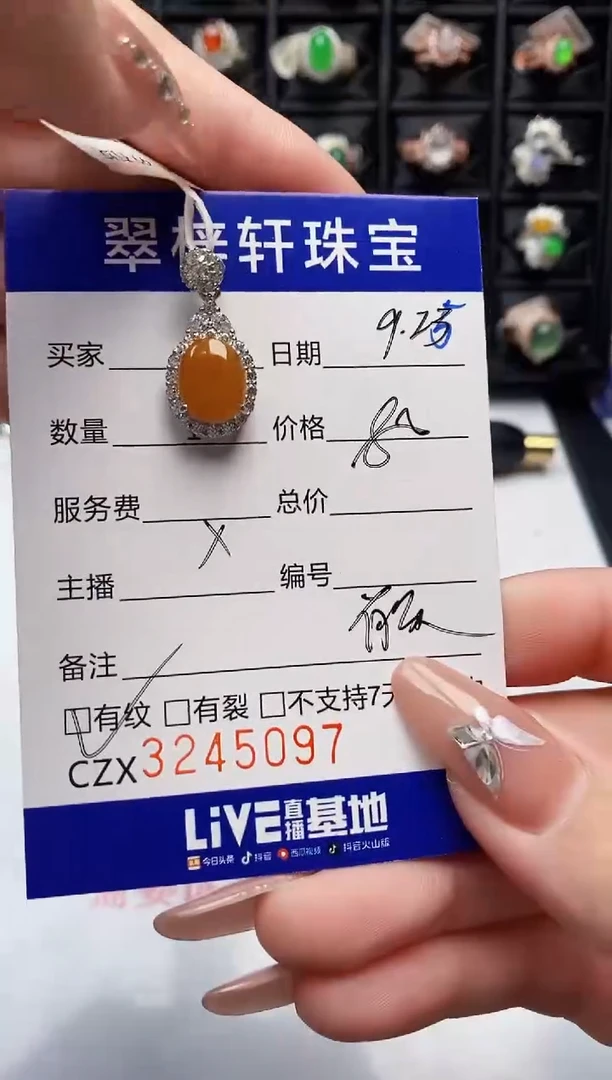 翠梓轩珠宝
买家 日期 9.25
数量 价格
服务费 总价
主播 X 编号
备注
☑有纹 □有裂 □不支持7天
CZX3245097
LiVE直播基地
今日头条 抖音 西瓜视频 抖音火山版